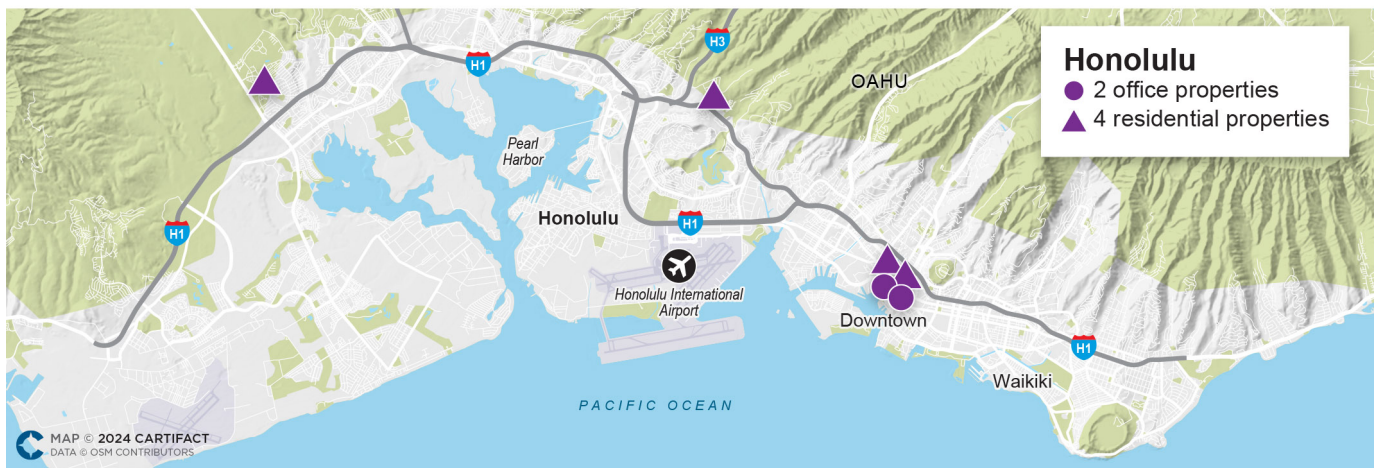 Honolulu
2 office properties
4 residential properties
H3
H1
OAHU
Pearl
Harbor
Honolulu
H1
H1
Honolulu International
Airport
Downtown
H1
Waikiki
PACIFIC OCEAN
MAP © 2024 CARTIFACT
DATA © OSM CONTRIBUTORS